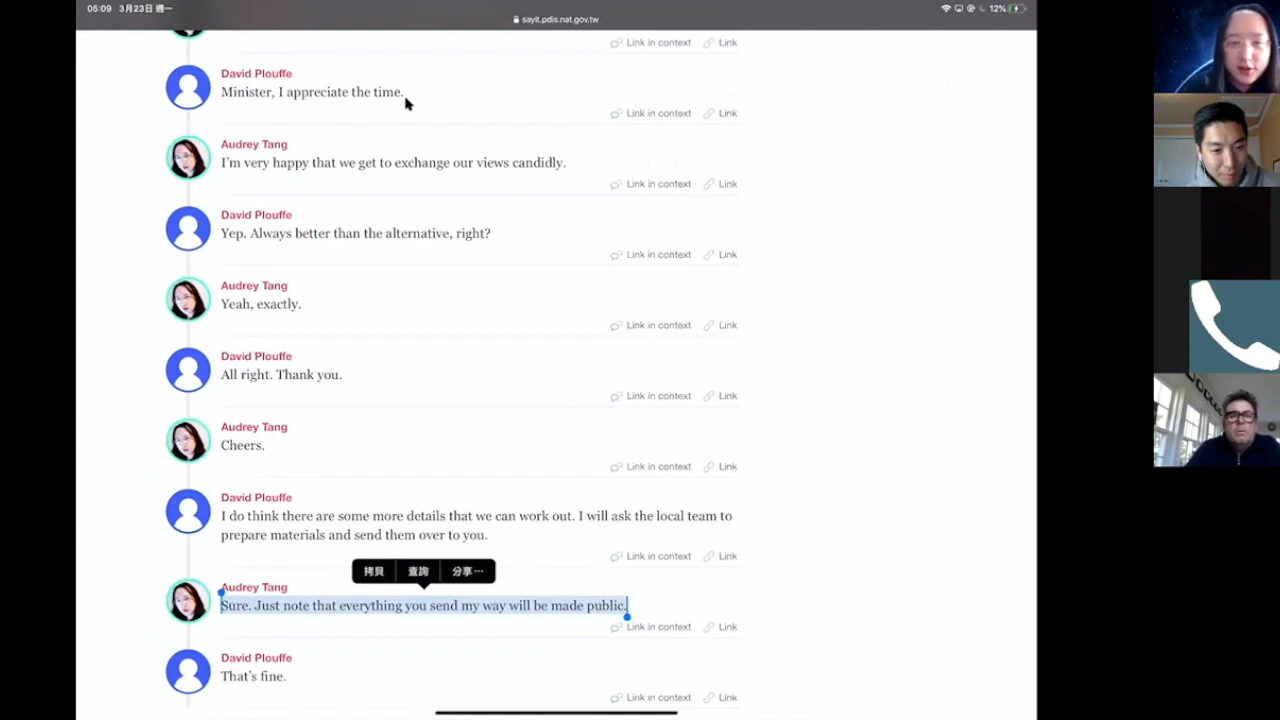 05:09 3月23日 週一
sayit.pdis.nat.gov.tw
12%
Link in context Link
David Plouffe
Minister, I appreciate the time.
Link in context Link
Audrey Tang
I'm very happy that we get to exchange our views candidly.
Link in context Link
David Plouffe
Yep. Always better than the alternative, right?
Link in context Link
Audrey Tang
Yeah, exactly.
Link in context Link
David Plouffe
All right. Thank you.
Link in context Link
Audrey Tang
Cheers.
Link in context Link
David Plouffe
I do think there are some more details that we can work out. I will ask the local team to
prepare materials and send them over to you.
Link in context Link
拷貝 查詢 分享⋯
Audrey Tang
Sure. Just note that everything you send my way will be made public.
Link in context Link
David Plouffe
That's fine.
Link in context Link